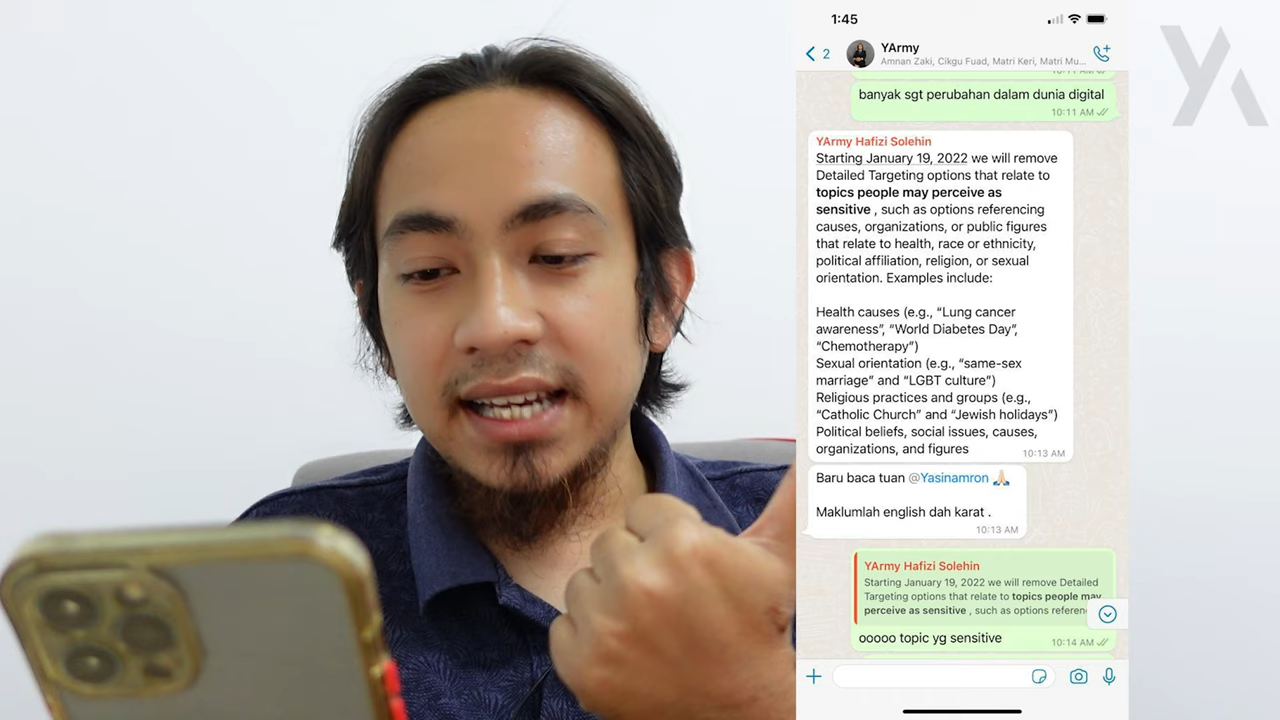 1:45
2
YArmy
Amnan Zaki, Cikgu Fuad, Matri Keri, Matri Mu...
banyak sgt perubahan dalam dunia digital
10:11 AM
YArmy Hafizi Solehin
Starting January 19, 2022 we will remove
Detailed Targeting options that relate to
topics people may perceive as
sensitive , such as options referencing
causes, organizations, or public figures
that relate to health, race or ethnicity,
political affiliation, religion, or sexual
orientation. Examples include:
Health causes (e.g., “Lung cancer
awareness”, “World Diabetes Day”,
“Chemotherapy”)
Sexual orientation (e.g., “same-sex
marriage” and “LGBT culture”)
Religious practices and groups (e.g.,
“Catholic Church” and “Jewish holidays”)
Political beliefs, social issues, causes,
organizations, and figures
10:13 AM
Baru baca tuan @Yasinamron 🙏🏻
Maklumlah english dah karat .
10:13 AM
YArmy Hafizi Solehin
Starting January 19, 2022 we will remove Detailed
Targeting options that relate to topics people may
perceive as sensitive , such as options
ooooo topic yg sensitive
10:14 AM
YA